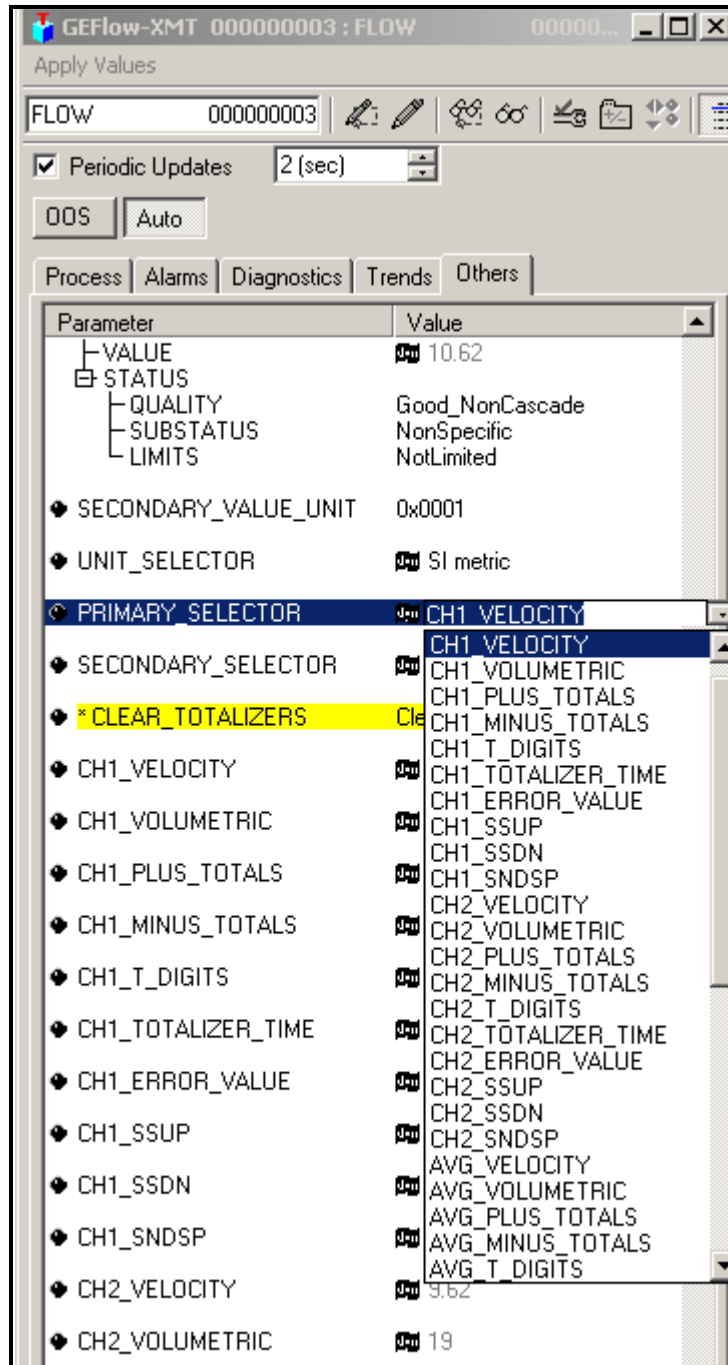 GEFlow-XMT 000000003 : FLOW 00000...
Apply Values
FLOW 000000003
Periodic Updates 2 (sec)
OOS Auto
Process Alarms Diagnostics Trends Others
Parameter Value
VALUE 10.62
STATUS
QUALITY Good_NonCascade
SUBSTATUS NonSpecific
LIMITS NotLimited
SECONDARY_VALUE_UNIT 0x0001
UNIT_SELECTOR SI metric
PRIMARY_SELECTOR CH1_VELOCITY
SECONDARY_SELECTOR
* CLEAR_TOTALIZERS Cle
CH1_VELOCITY
CH1_VOLUMETRIC
CH1_PLUS_TOTALS
CH1_MINUS_TOTALS
CH1_T_DIGITS
CH1_TOTALIZER_TIME
CH1_ERROR_VALUE
CH1_SSUP
CH1_SSDN
CH1_SNDSP
CH2_VELOCITY 9.62
CH2_VOLUMETRIC 19
CH1_VELOCITY
CH1_VOLUMETRIC
CH1_PLUS_TOTALS
CH1_MINUS_TOTALS
CH1_T_DIGITS
CH1_TOTALIZER_TIME
CH1_ERROR_VALUE
CH1_SSUP
CH1_SSDN
CH1_SNDSP
CH2_VELOCITY
CH2_VOLUMETRIC
CH2_PLUS_TOTALS
CH2_MINUS_TOTALS
CH2_T_DIGITS
CH2_TOTALIZER_TIME
CH2_ERROR_VALUE
CH2_SSUP
CH2_SSDN
CH2_SNDSP
AVG_VELOCITY
AVG_VOLUMETRIC
AVG_PLUS_TOTALS
AVG_MINUS_TOTALS
AVG_T_DIGITS